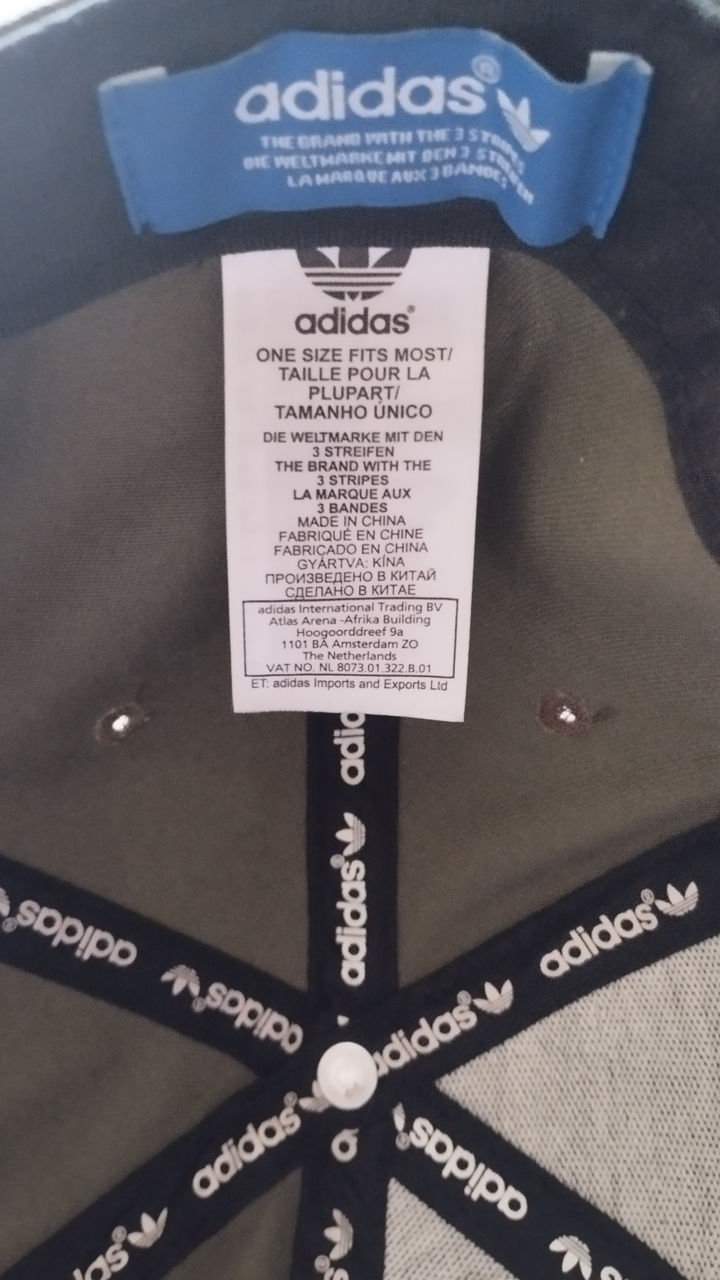 adidas®
THE BRAND WITH THE 3 STRIPES
DIE WELTMARKE MIT DEN 3 STREIFEN
LA MARQUE AUX 3 BANDES
adidas®
ONE SIZE FITS MOST/
TAILLE POUR LA
PLUPART/
TAMANHO ÚNICO
DIE WELTMARKE MIT DEN
3 STREIFEN
THE BRAND WITH THE
3 STRIPES
LA MARQUE AUX
3 BANDES
MADE IN CHINA
FABRIQUÉ EN CHINE
FABRICADO EN CHINA
GYÁRTVA: KÍNA
ПРОИЗВЕДЕНО В КИТАЙ
СДЕЛАНО В КИТАЕ
adidas International Trading BV
Atlas Arena -Afrika Building
Hoogoorddreef 9a
1101 BA Amsterdam ZO
The Netherlands
VAT NO. NL 8073.01.322.B.01
ET: adidas Imports and Exports Ltd
adid
adidas®
adidas®
adidas®
adidas®
adidas®
adidas®
adidas®
a
as®
s®